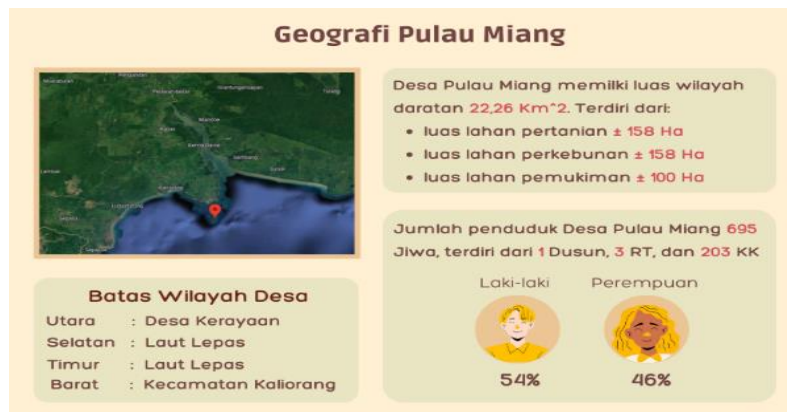 Geografi Pulau Miang
Desa Pulau Miang memilki luas wilayah
daratan 22,26 Km^2. Terdiri dari:
• luas lahan pertanian ± 158 Ha
• luas lahan perkebunan ± 158 Ha
• luas lahan pemukiman ± 100 Ha
Jumlah penduduk Desa Pulau Miang 695
Jiwa, terdiri dari 1 Dusun, 3 RT, dan 203 KK
Laki-laki Perempuan
54% 46%
Batas Wilayah Desa
Utara : Desa Kerayaan
Selatan : Laut Lepas
Timur : Laut Lepas
Barat : Kecamatan Kaliorang